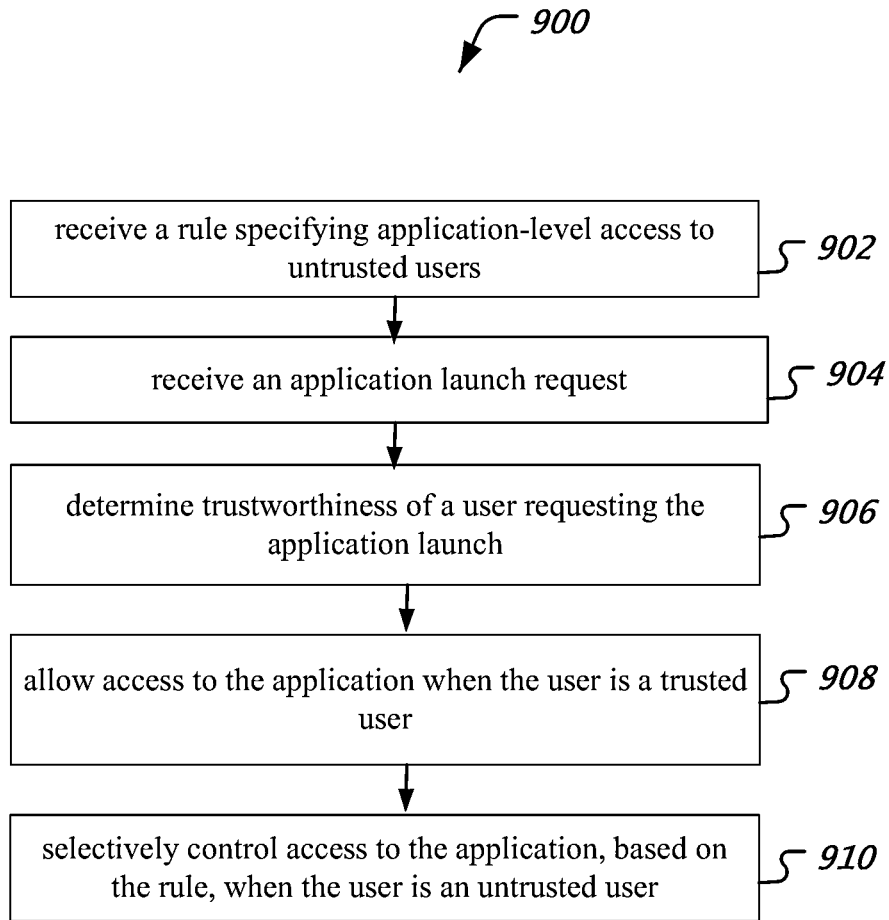 900
receive a rule specifying application-level access to
untrusted users
902
receive an application launch request
904
determine trustworthiness of a user requesting the
application launch
906
allow access to the application when the user is a trusted
user
908
selectively control access to the application, based on
the rule, when the user is an untrusted user
910